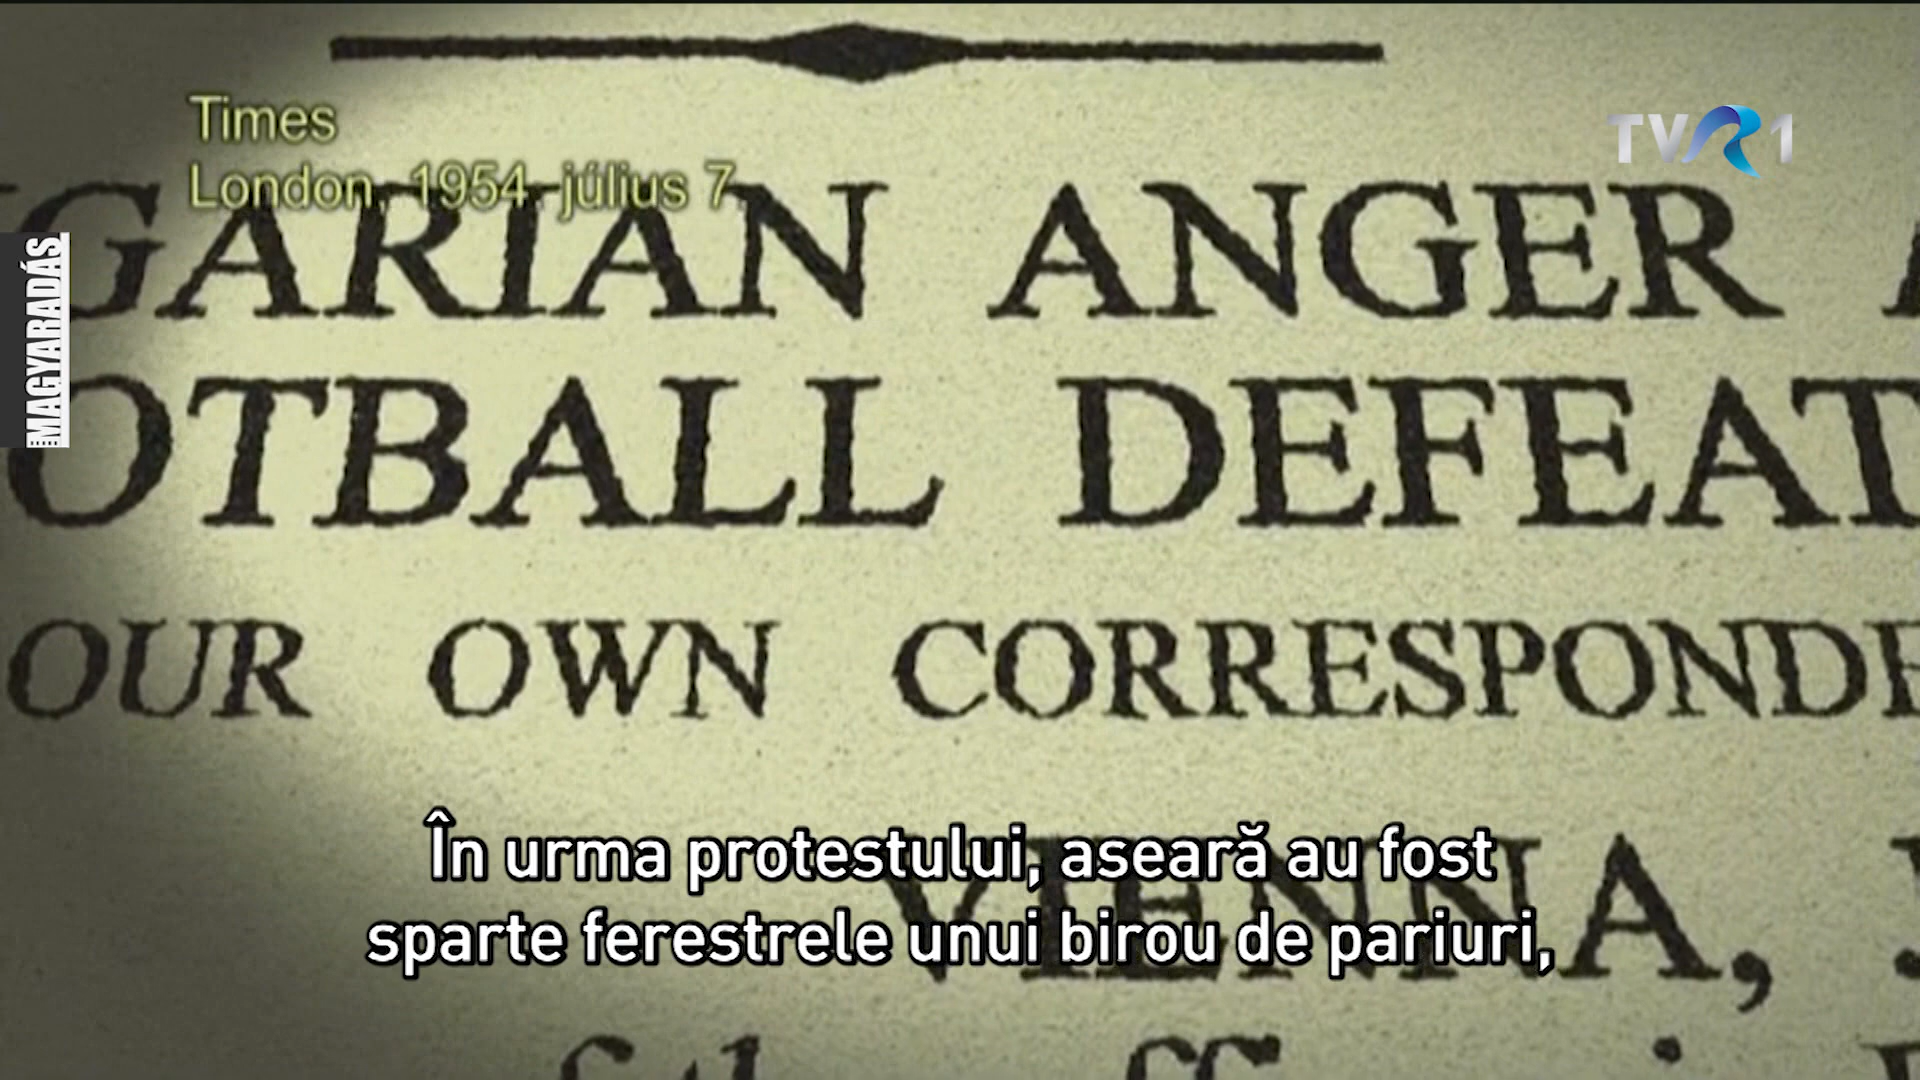 Times
London, 1954. július 7.
TVR1
GARIAN ANGER
MAGYARADÁS
OTBALL DEFEAT
OUR OWN CORRESPONDE
În urma protestului, aseară au fost
VIENNA,
sparte ferestrele unui birou de pariuri,